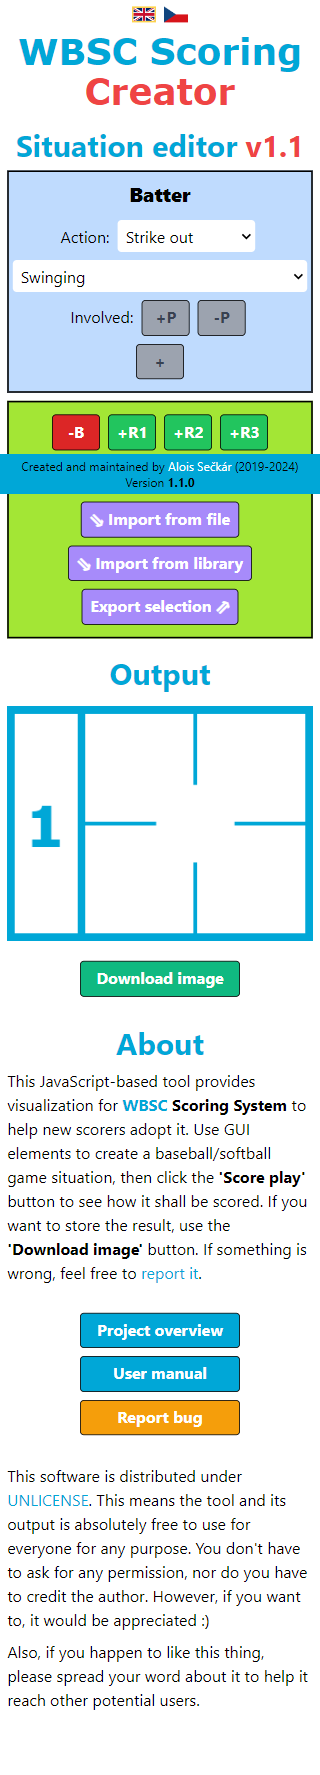 WBSC Scoring
Creator
Situation editor v1.1
Batter
Action: Strike out
Swinging
Involved: +P -P
+
-B +R1 +R2 +R3
Created and maintained by Alois Sečkár (2019-2024)
Version 1.1.0
⇘ Import from file
⇘ Import from library
Export selection ⇗
Output
1
Download image
About
This JavaScript-based tool provides
visualization for WBSC Scoring System to
help new scorers adopt it. Use GUI
elements to create a baseball/softball
game situation, then click the 'Score play'
button to see how it shall be scored. If you
want to store the result, use the
'Download image' button. If something is
wrong, feel free to report it.
Project overview
User manual
Report bug
This software is distributed under
UNLICENSE. This means the tool and its
output is absolutely free to use for
everyone for any purpose. You don't have
to ask for any permission, nor do you have
to credit the author. However, if you want
to, it would be appreciated :)
Also, if you happen to like this thing,
please spread your word about it to help it
reach other potential users.